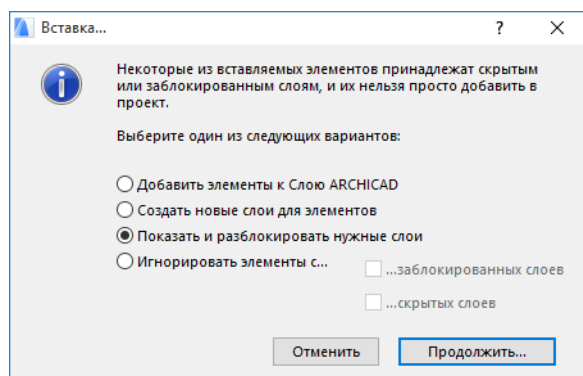 Вставка...
?
Некоторые из вставляемых элементов принадлежат скрытым
или заблокированным слоям, и их нельзя просто добавить в
проект.
Выберите один из следующих вариантов:
Добавить элементы к Слою ARCHICAD
Создать новые слои для элементов
Показать и разблокировать нужные слои
Игнорировать элементы с...
...заблокированных слоев
...скрытых слоев
Отменить
Продолжить...